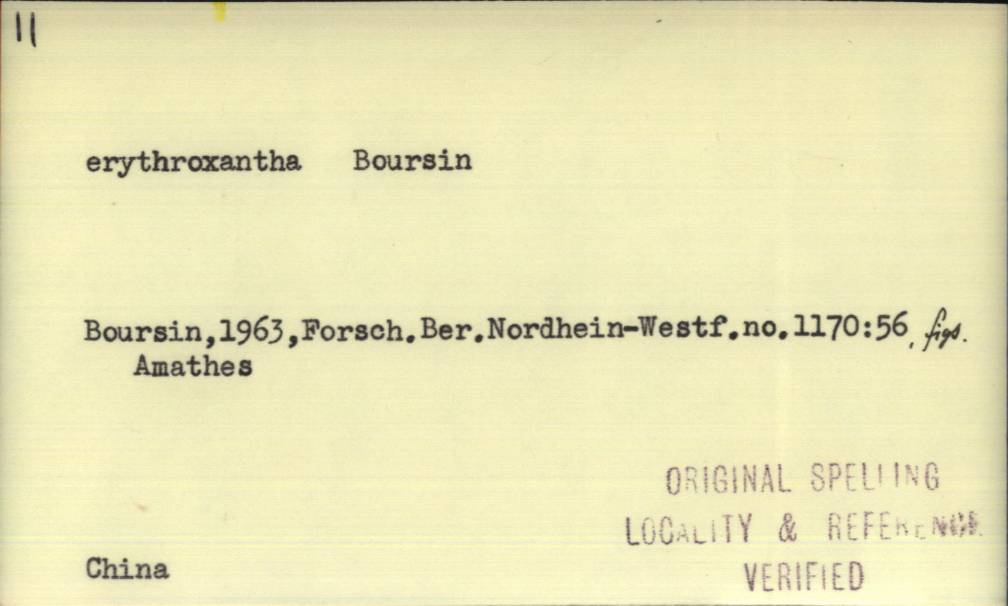 11
erythroxantha Boursin
Boursin,1963,Forsch.Ber.Nordhein-Westf.no.1170:56, figs.
Amathes
ORIGINAL SPELLING
LOCALITY & REFERENCE
VERIFIED
China